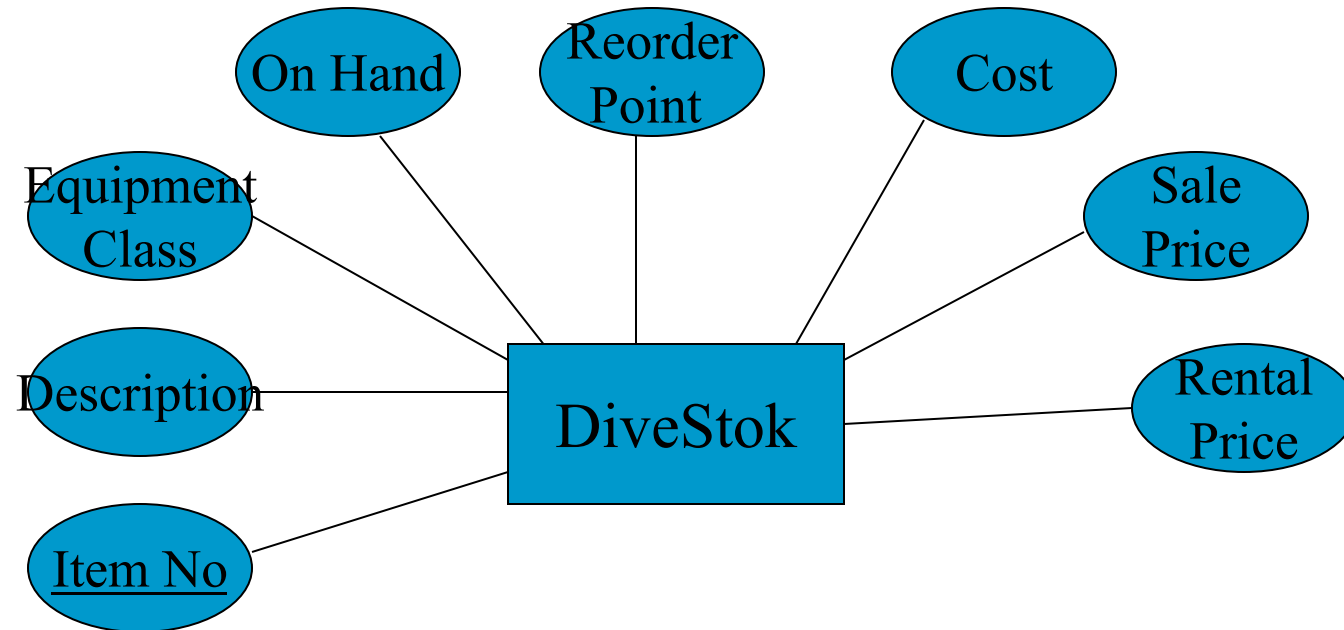 On Hand
Reorder
Point
Cost
Equipment
Class
Sale
Price
Description
DiveStok
Rental
Price
Item No